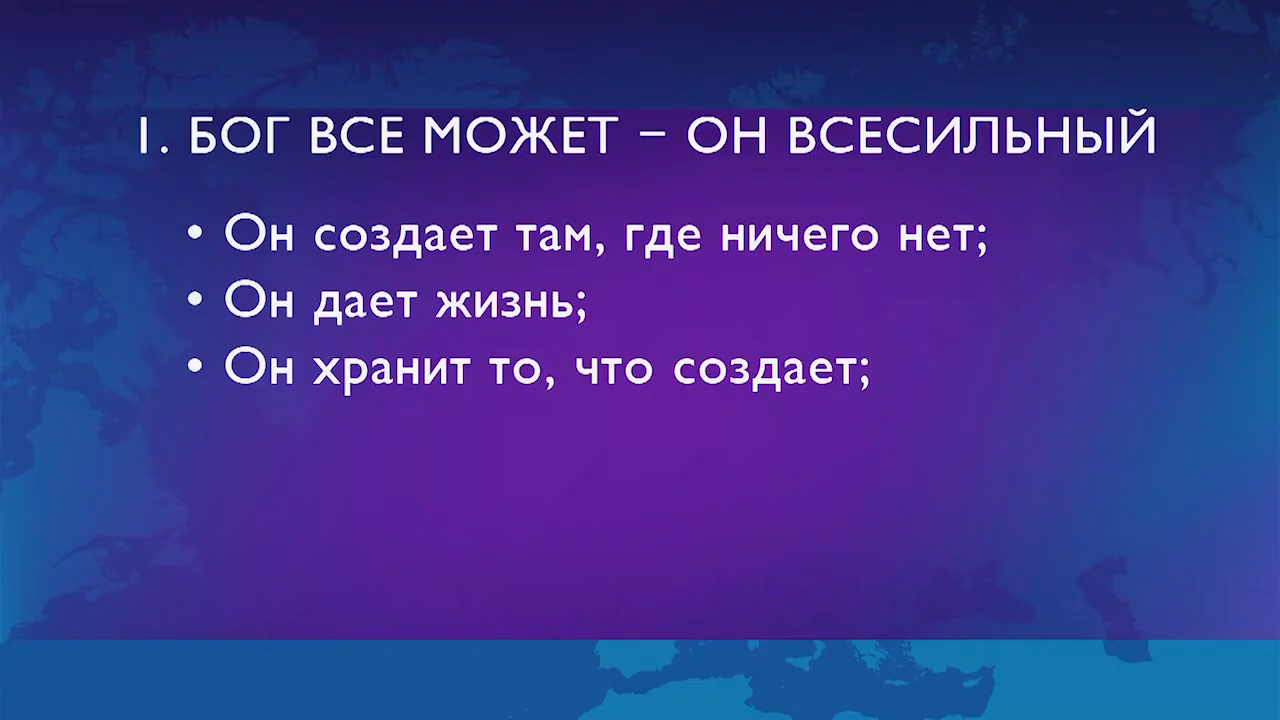 1. БОГ ВСЕ МОЖЕТ – ОН ВСЕСИЛЬНЫЙ
• Он создает там, где ничего нет;
• Он дает жизнь;
• Он хранит то, что создает;